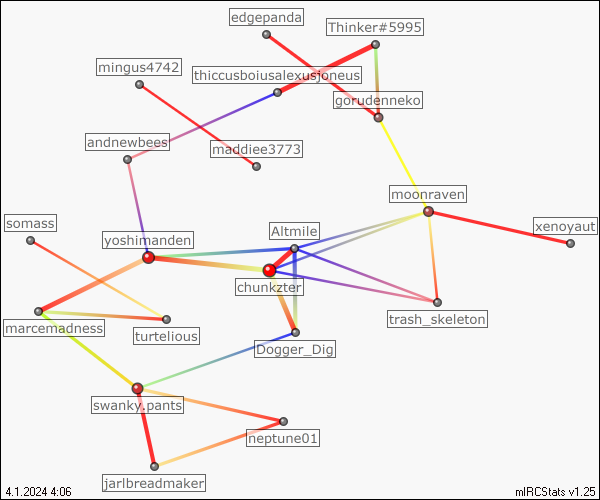 edgepanda
Thinker#5995
mingus4742
thiccusboiusalexusjoneus
gorudenneko
andnewbees
maddiee3773
moonraven
somass
xenoyaut
Altmile
yoshimanden
chunkzter
trash_skeleton
marcemadness
turtelious
Dogger_Dig
swanky.pants
neptune01
jarlbreadmaker
4.1.2024 4:06
mIRCStats v1.25